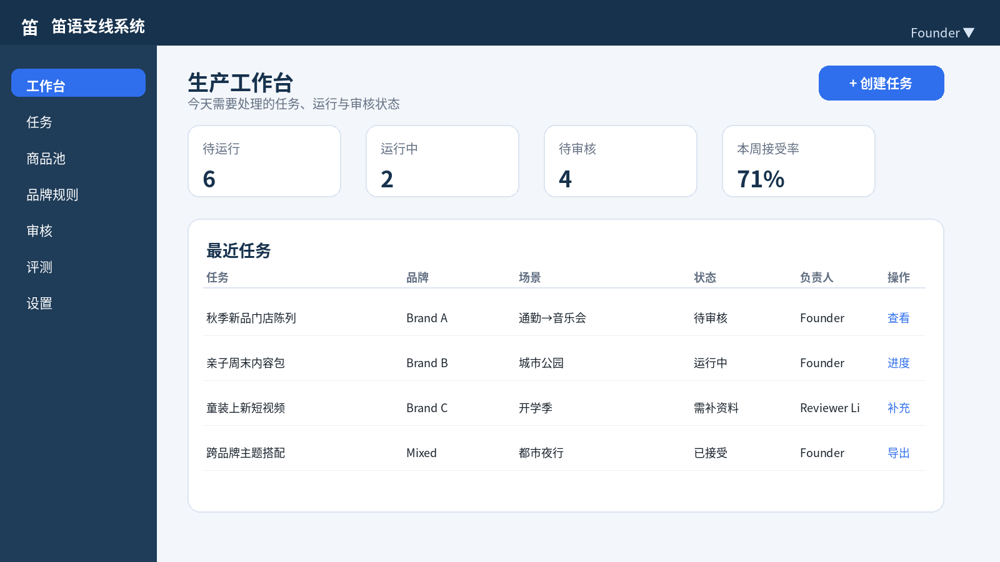 笛 笛语支线系统
Founder ▼
工作台
任务
商品池
品牌规则
审核
评测
设置
生产工作台
今天需要处理的任务、运行与审核状态
+ 创建任务
待运行
6
运行中
2
待审核
4
本周接受率
71%
最近任务
任务 品牌 场景 状态 负责人 操作
秋季新品门店陈列 Brand A 通勤→音乐会 待审核 Founder 查看
亲子周末内容包 Brand B 城市公园 运行中 Founder 进度
童装上新短视频 Brand C 开学季 需补资料 Reviewer Li 补充
跨品牌主题搭配 Mixed 都市夜行 已接受 Founder 导出